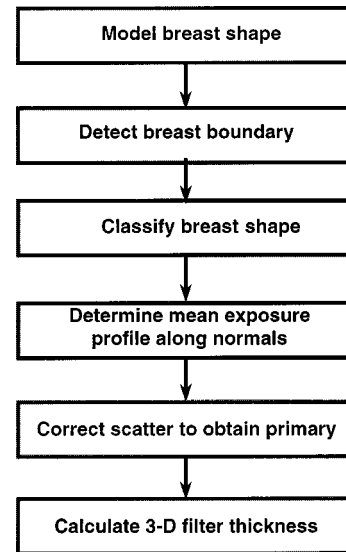 Model breast shape
Detect breast boundary
Classify breast shape
Determine mean exposure
profile along normals
Correct scatter to obtain primary
Calculate 3-D filter thickness